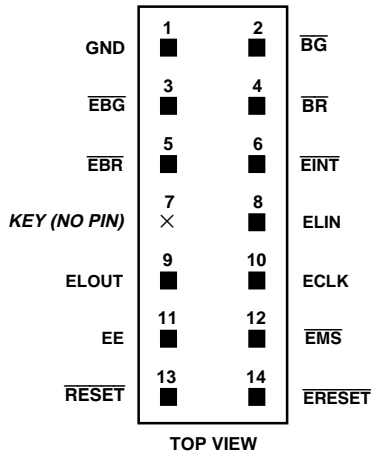 1 2
GND BG
3 4
EBG BR
5 6
EBR EINT
7 8
KEY (NO PIN) ELIN
9 10
ELOUT ECLK
11 12
EE EMS
13 14
RESET ERESET
TOP VIEW